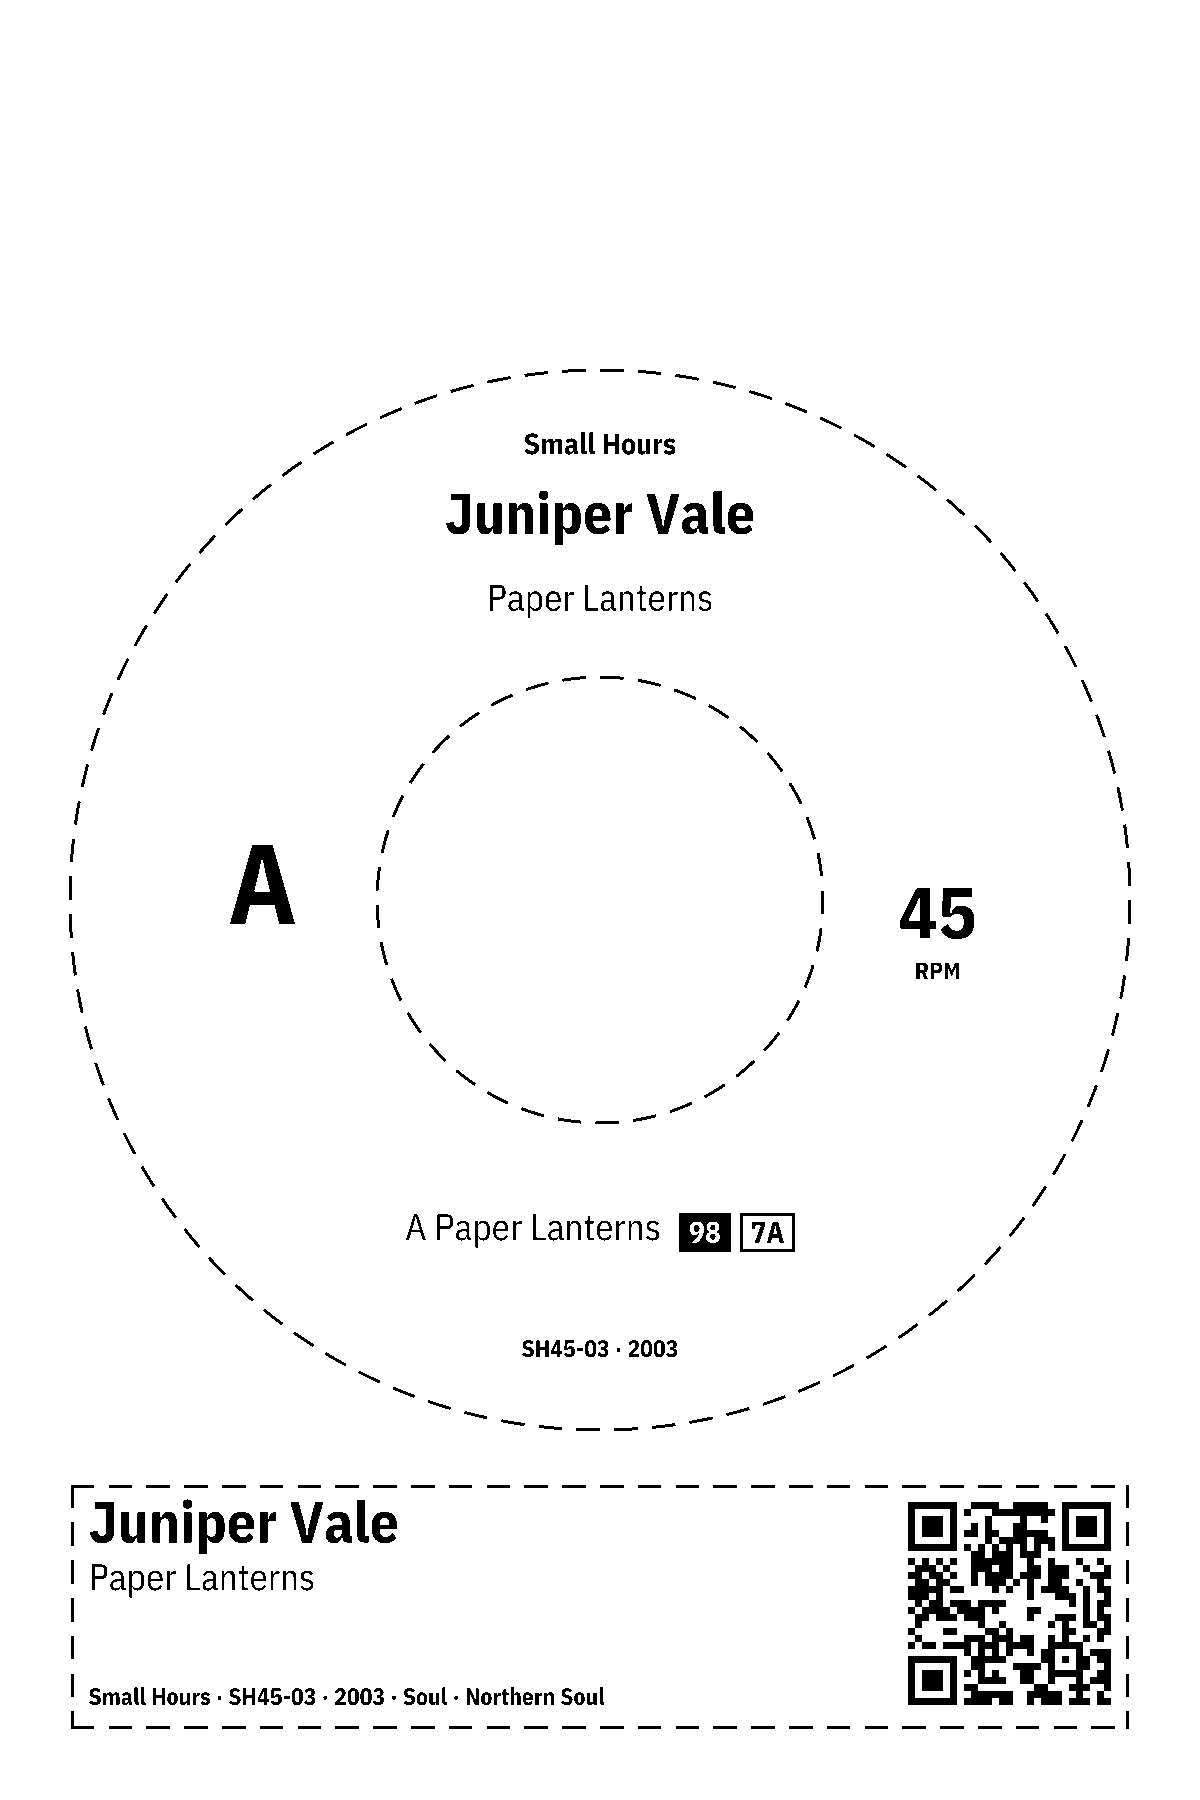 Small Hours
Juniper Vale
Paper Lanterns
A
45
RPM
A Paper Lanterns 98 7A
SH45-03 · 2003
Juniper Vale
Paper Lanterns
Small Hours · SH45-03 · 2003 · Soul · Northern Soul